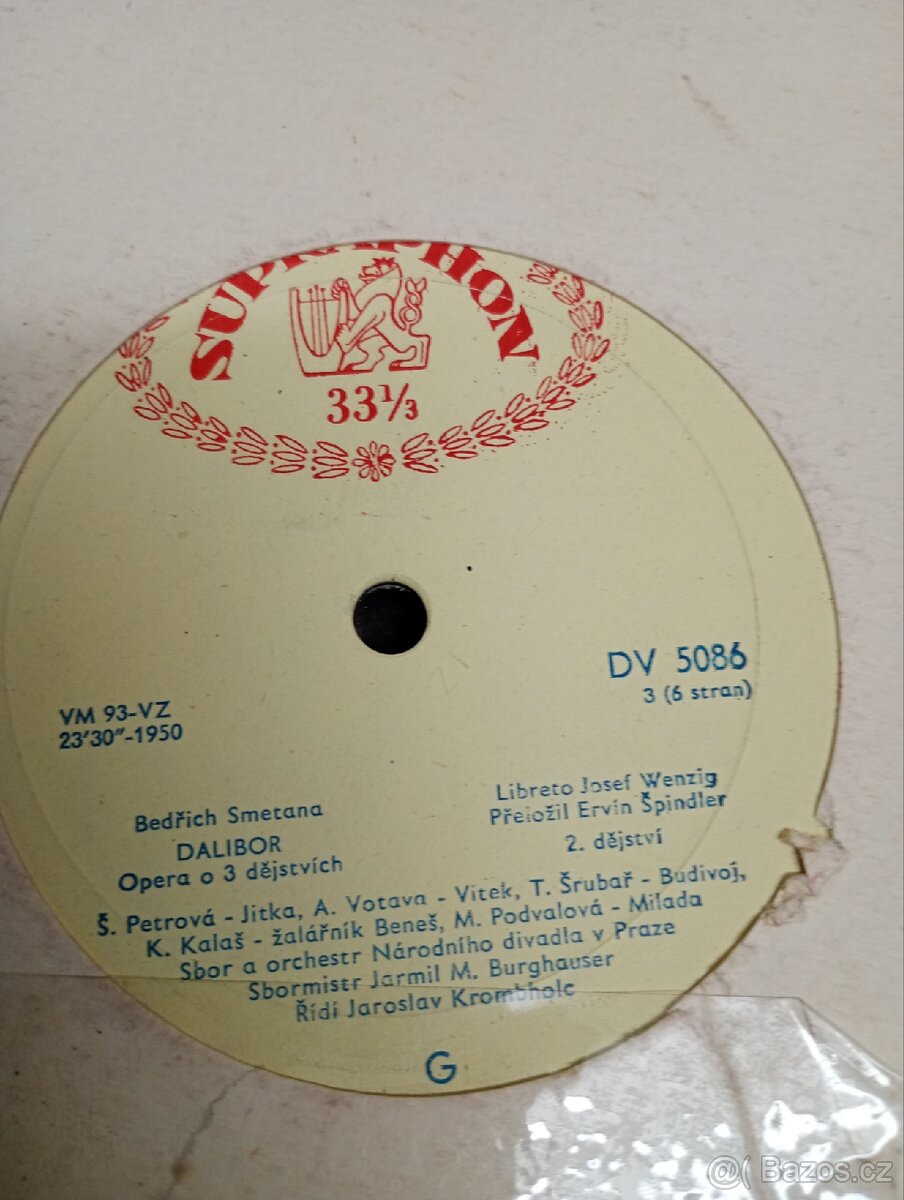 SUPRAPHON
33⅓
DV 5086
3 (6 stran)
VM 93-VZ
23'30"-1950
Bedřich Smetana
DALIBOR
Opera o 3 dějstvích
Libreto Josef Wenzig
Přeložil Ervín Špindler
2. dějství
Š. Petrová - Jitka, A. Votava - Vítek, T. Šrubař - Budivoj,
K. Kalaš - žalářník Beneš, M. Podvalová - Milada
Sbor a orchestr Národního divadla v Praze
Sbormistr Jarmil M. Burghauser
Řídí Jaroslav Krombholc
G
@( Bazos.cz